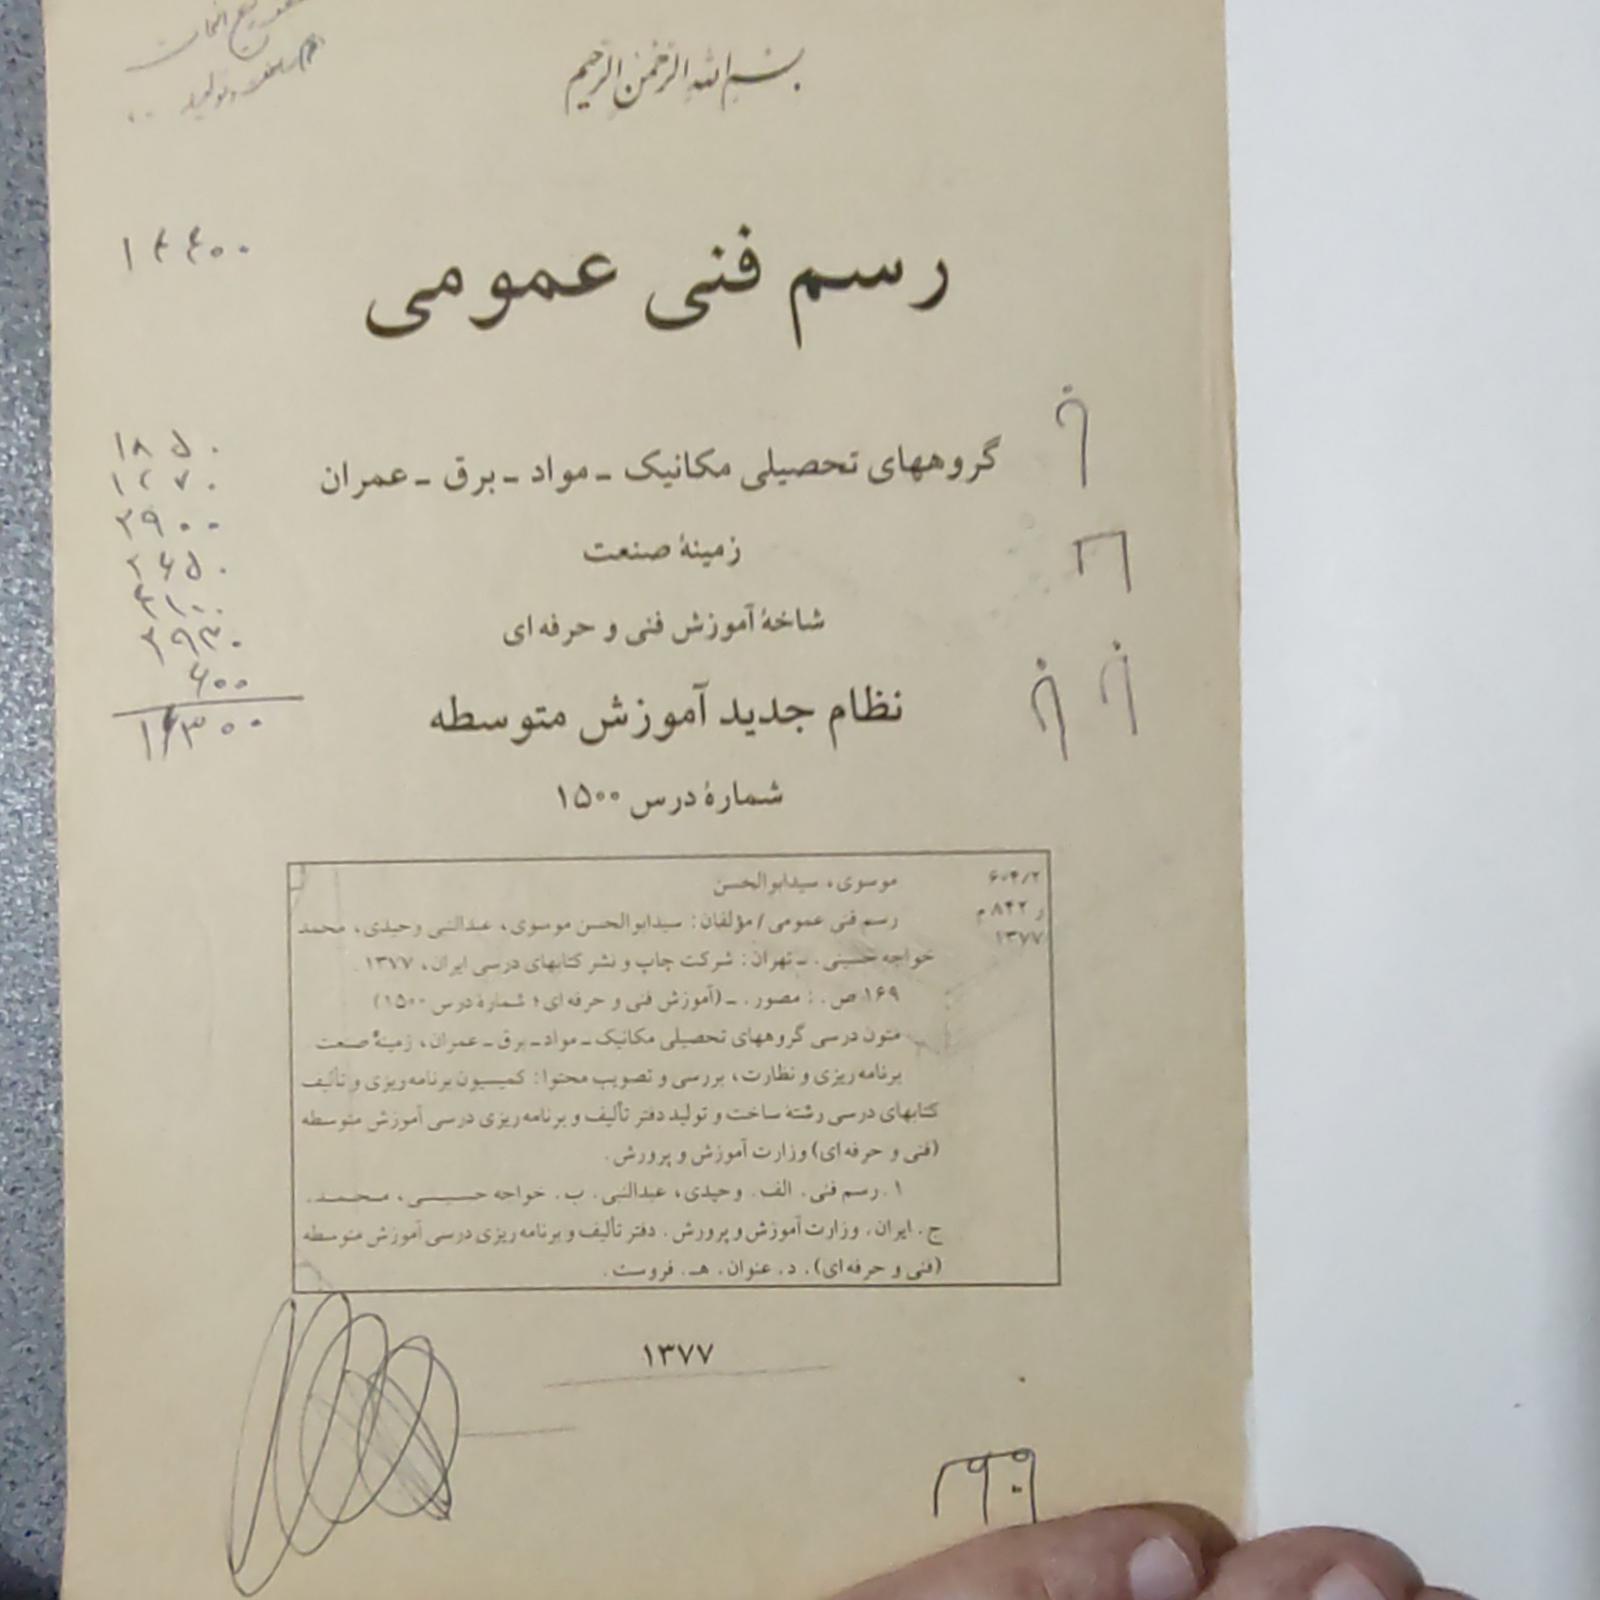 بسم الله الرحمن الرحیم
رسم فنی عمومی
گروههای تحصیلی مکانیک ـ مواد ـ برق ـ عمران
زمینهٔ صنعت
شاخهٔ آموزش فنی و حرفه‌ای
نظام جدید آموزش متوسطه
شمارهٔ درس ۱۵۰۰
موسوی، سیدابوالحسن
۶۰۴/۲
رسم فنی عمومی / مؤلفان: سیدابوالحسن موسوی، عبدالنبی وحیدی، محمد
ر ۸۴۲ م
خواجه حسینی. ـ تهران: شرکت چاپ و نشر کتابهای درسی ایران، ۱۳۷۷.
۱۳۷۷
۱۶۹ ص. : مصور. ـ (آموزش فنی و حرفه‌ای؛ شمارهٔ درس ۱۵۰۰)
متون درسی گروههای تحصیلی مکانیک ـ مواد ـ برق ـ عمران، زمینهٔ صنعت
برنامه‌ریزی و نظارت، بررسی و تصویب محتوا: کمیسیون برنامه‌ریزی و تألیف
کتابهای درسی رشتهٔ ساخت و تولید دفتر تألیف و برنامه‌ریزی درسی آموزش متوسطه
(فنی و حرفه‌ای) وزارت آموزش و پرورش.
۱. رسم فنی. الف. وحیدی، عبدالنبی. ب. خواجه حسینی، محمد.
ج. ایران. وزارت آموزش و پرورش. دفتر تألیف و برنامه‌ریزی درسی آموزش متوسطه
(فنی و حرفه‌ای). د. عنوان. هـ. فروست.
۱۳۷۷